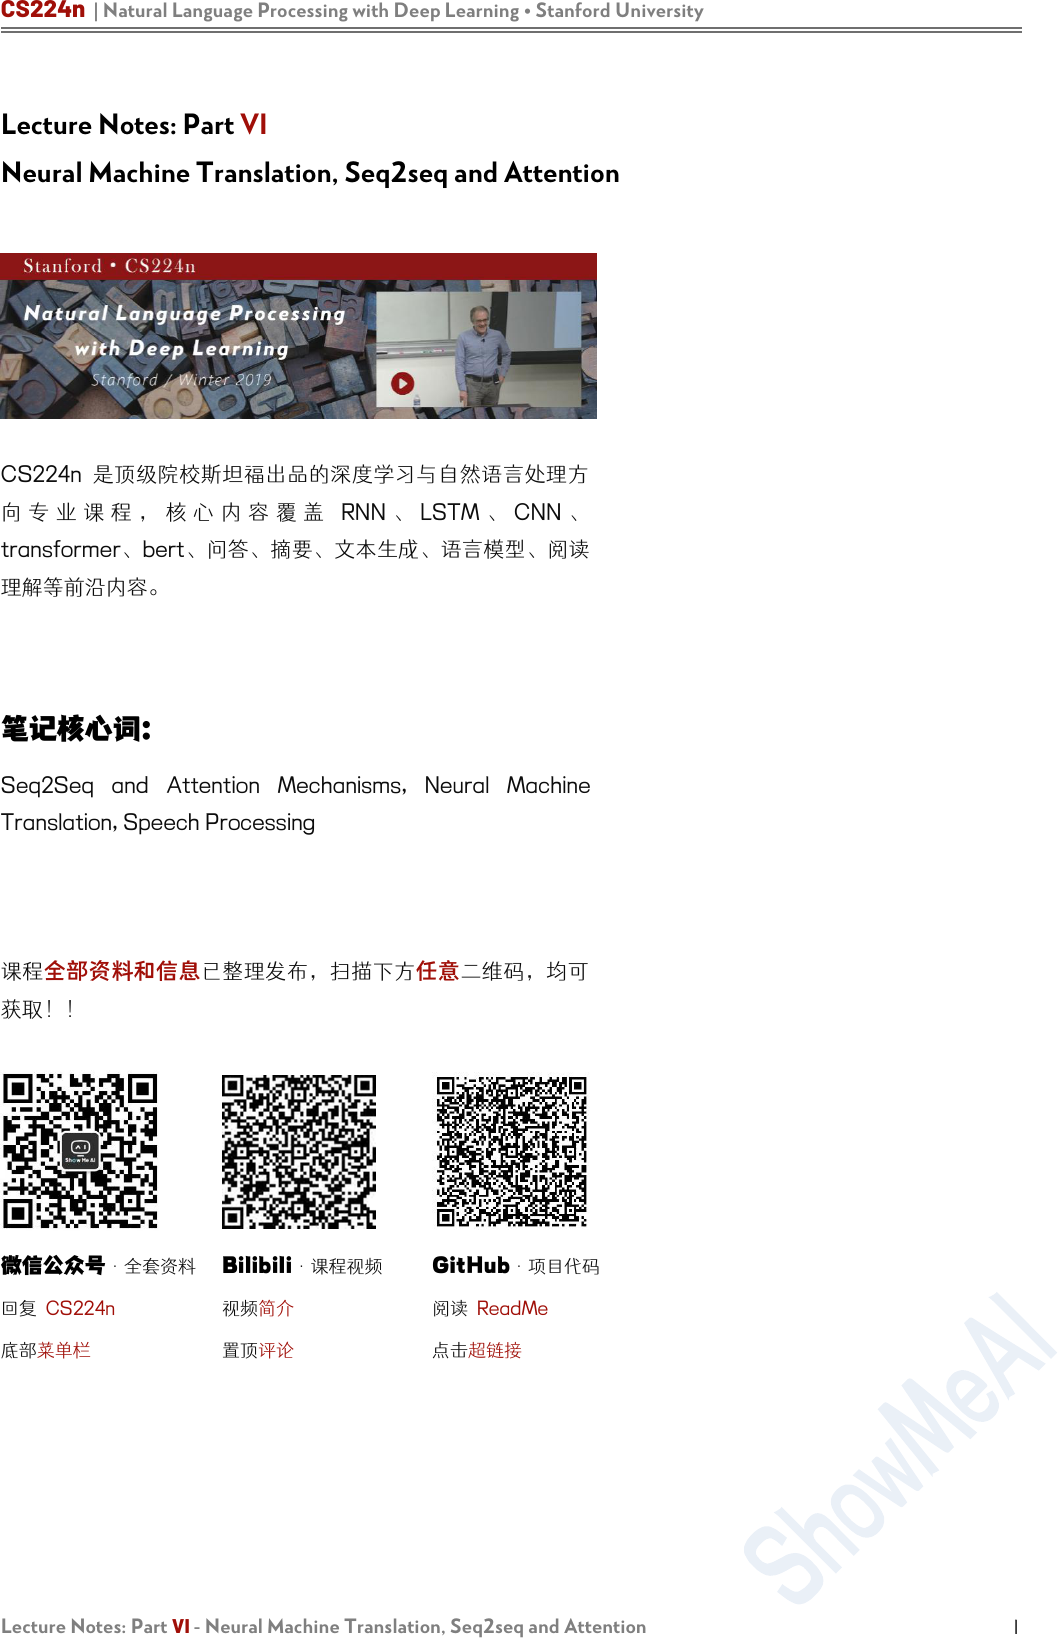 CS224n | Natural Language Processing with Deep Learning • Stanford University
Lecture Notes: Part VI
Neural Machine Translation, Seq2seq and Attention
Stanford • CS224n
Natural Language Processing
with Deep Learning
Stanford / Winter 2019
CS224n 是顶级院校斯坦福出品的深度学习与自然语言处理方
向专业课程，核心内容覆盖 RNN、LSTM、CNN、
transformer、bert、问答、摘要、文本生成、语言模型、阅读
理解等前沿内容。
笔记核心词:
Seq2Seq and Attention Mechanisms, Neural Machine
Translation, Speech Processing
课程全部资料和信息已整理发布，扫描下方任意二维码，均可
获取！！
Show Me AI
微信公众号 · 全套资料
回复 CS224n
底部菜单栏
Bilibili · 课程视频
视频简介
置顶评论
GitHub · 项目代码
阅读 ReadMe
点击超链接
ShowMeAI
Lecture Notes: Part VI - Neural Machine Translation, Seq2seq and Attention 1